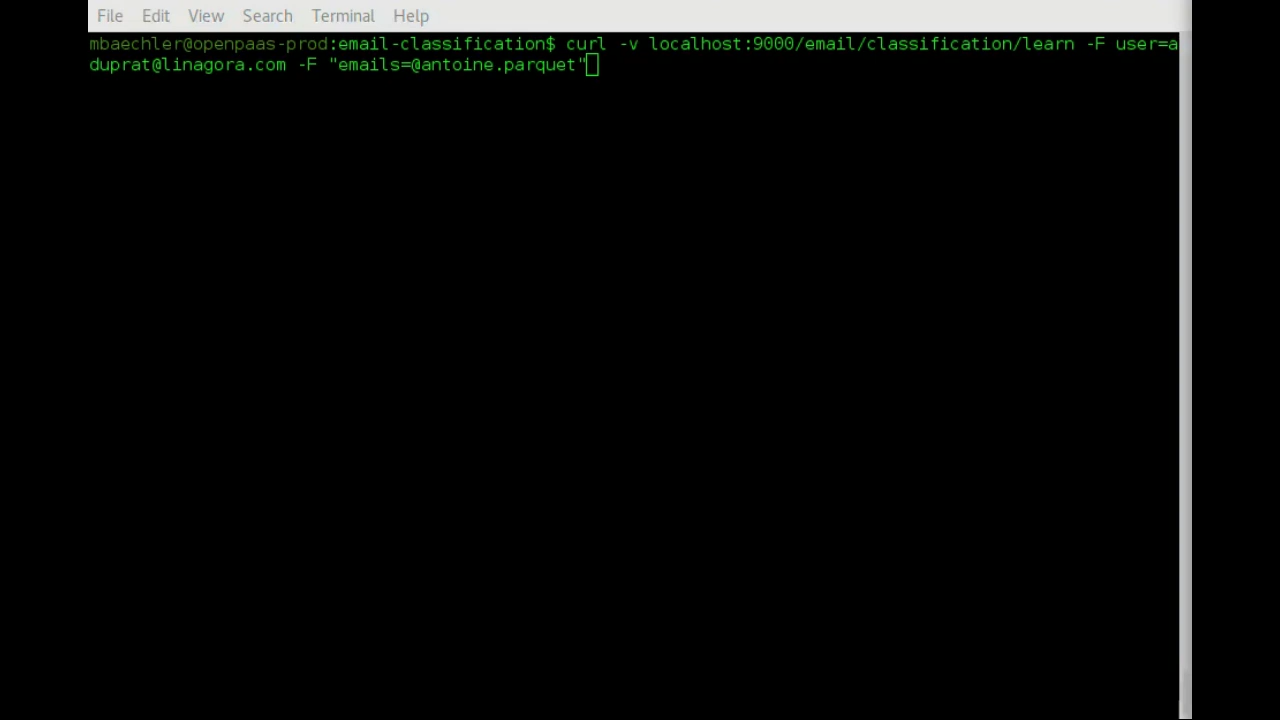 File Edit View Search Terminal Help
mbaechler@openpaas-prod:email-classification$ curl -v localhost:9000/email/classification/learn -F user=a
duprat@linagora.com -F "emails=@antoine.parquet"